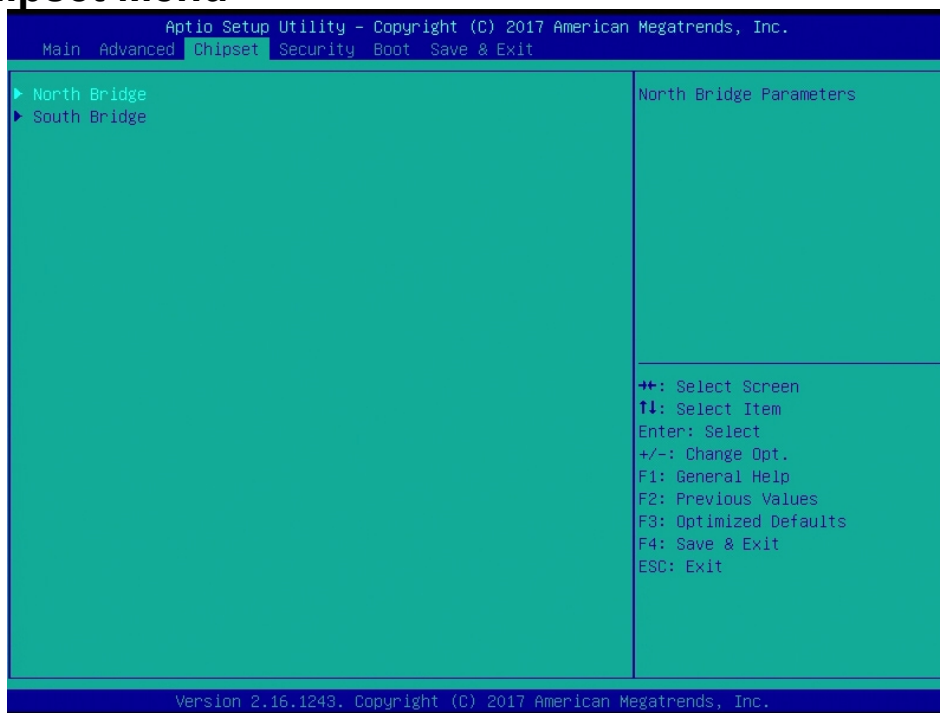 Menu
Aptio Setup Utility – Copyright (C) 2017 American Megatrends, Inc.
Main Advanced Chipset Security Boot Save & Exit
▶ North Bridge
▶ South Bridge
North Bridge Parameters
→←: Select Screen
↑↓: Select Item
Enter: Select
+/-: Change Opt.
F1: General Help
F2: Previous Values
F3: Optimized Defaults
F4: Save & Exit
ESC: Exit
Version 2.16.1243. Copyright (C) 2017 American Megatrends, Inc.